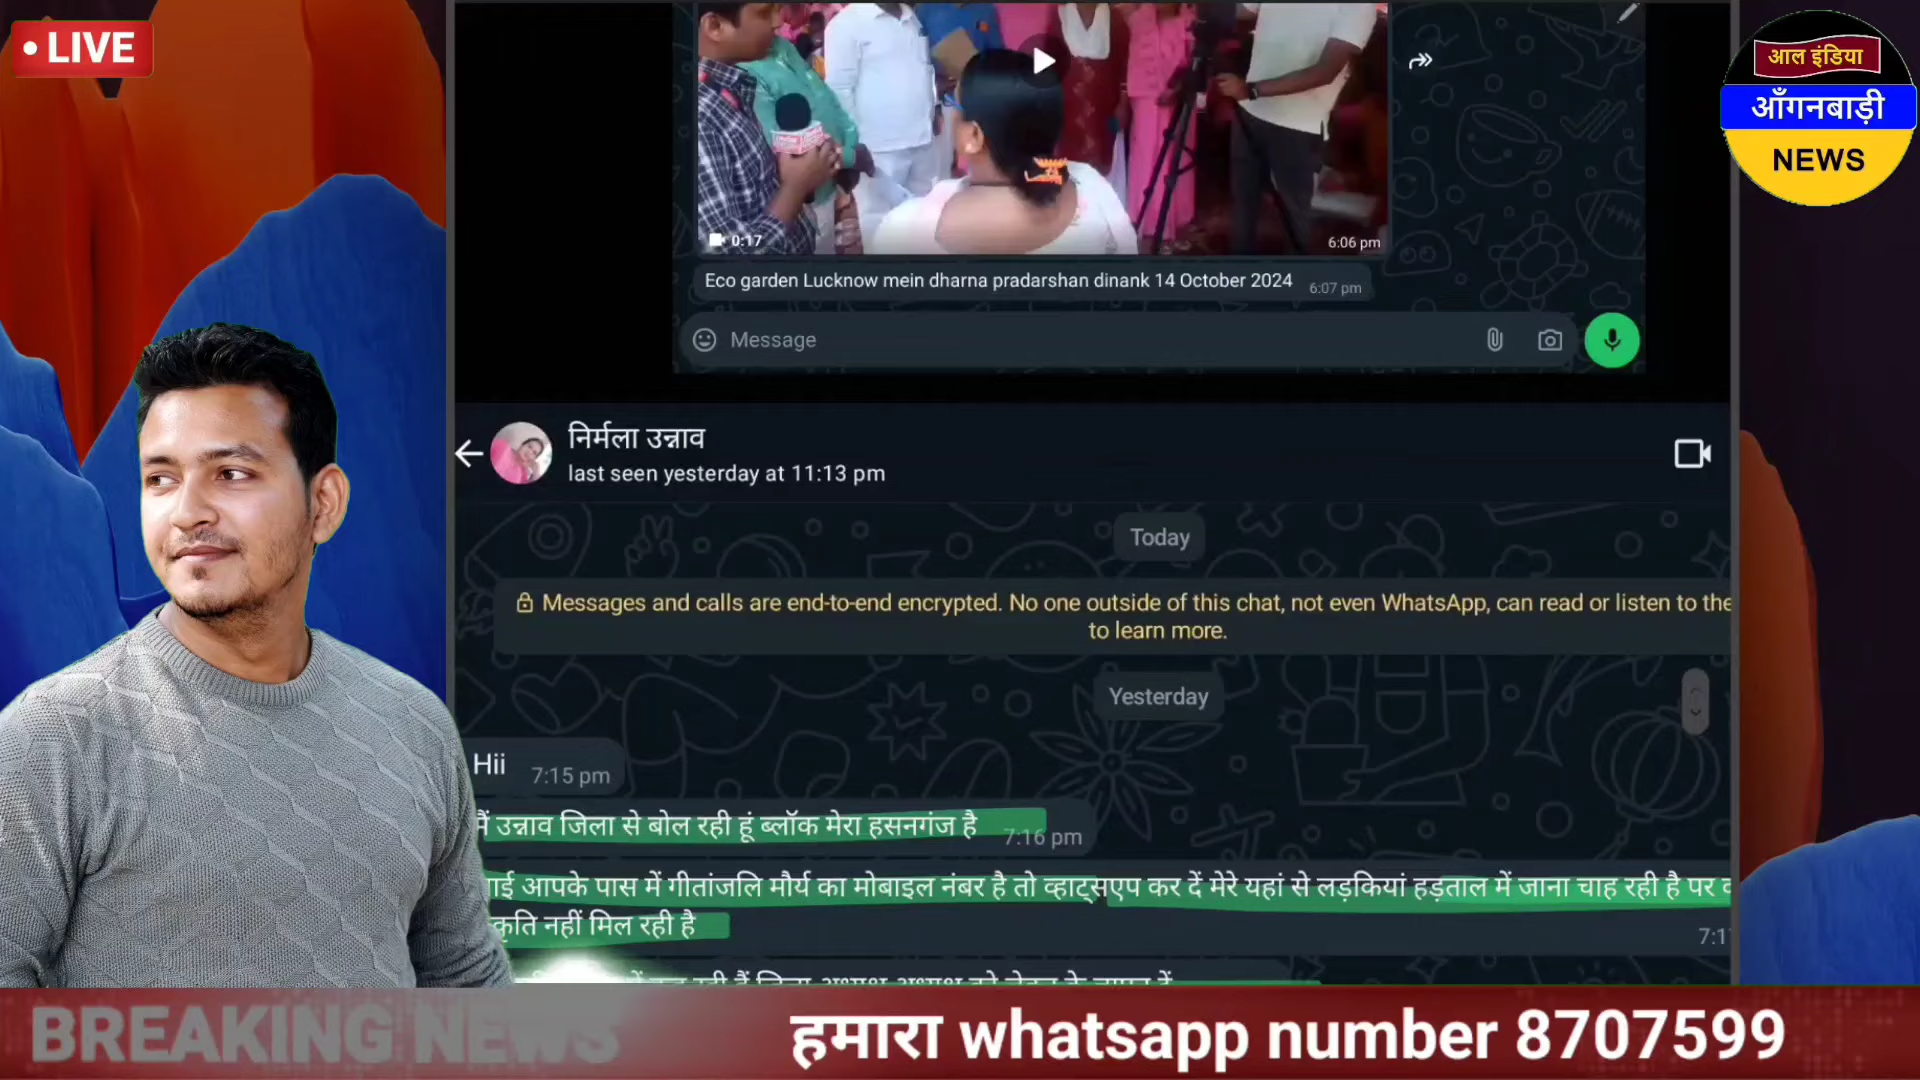 • LIVE
आल इंडिया
आँगनबाड़ी
NEWS
0:17
6:06 pm
Eco garden Lucknow mein dharna pradarshan dinank 14 October 2024 6:07 pm
Message
निर्मला उन्नाव
last seen yesterday at 11:13 pm
Today
Messages and calls are end-to-end encrypted. No one outside of this chat, not even WhatsApp, can read or listen to the
to learn more.
Yesterday
Hii 7:15 pm
मैं उन्नाव जिला से बोल रही हूं ब्लॉक मेरा हसनगंज है 7:16 pm
आपके पास में गीतांजलि मौर्य का मोबाइल नंबर है तो व्हाट्सएप कर दें मेरे यहां से लड़कियां हड़ताल में जाना चाह रही है पर
नहीं मिल रही है
7:1
BREAKING NEWS
हमारा whatsapp number 8707599